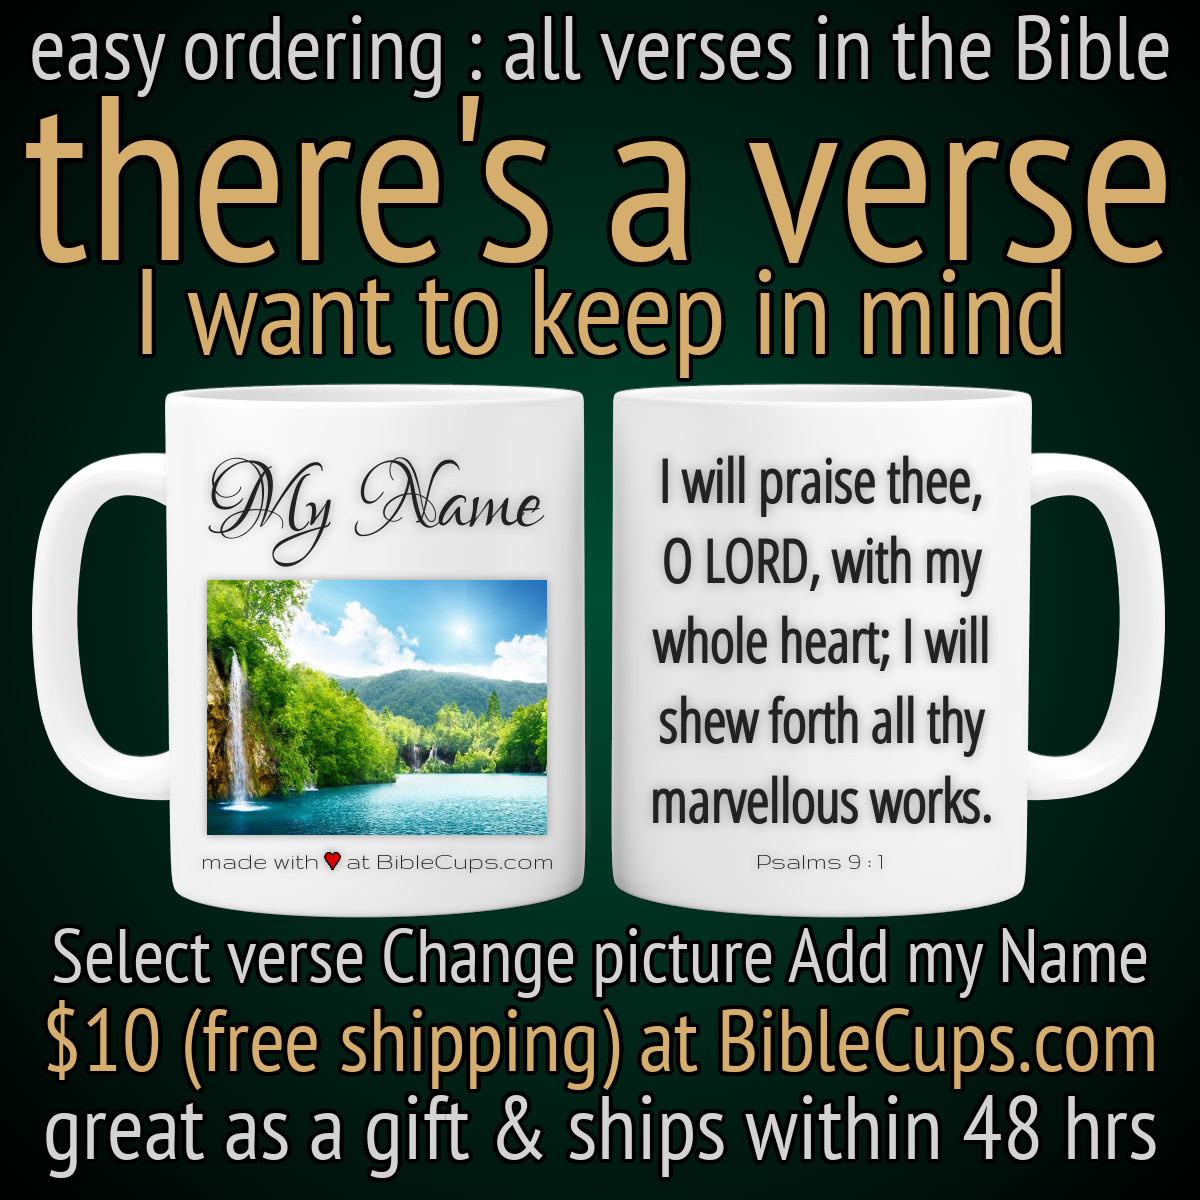 easy ordering : all verses in the Bible
there's a verse
I want to keep in mind
My Name
made with ♥ at BibleCups.com
I will praise thee,
O LORD, with my
whole heart; I will
shew forth all thy
marvellous works.
Psalms 9 : 1
Select verse Change picture Add my Name
$10 (free shipping) at BibleCups.com
great as a gift & ships within 48 hrs